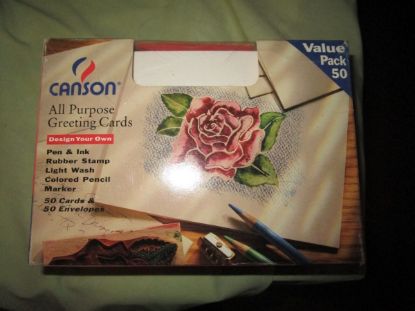 Value
Pack
50
CANSON
All Purpose
Greeting Cards
Design Your Own
Pen & Ink
Rubber Stamp
Light Wash
Colored Pencil
Marker
50 Cards &
50 Envelopes